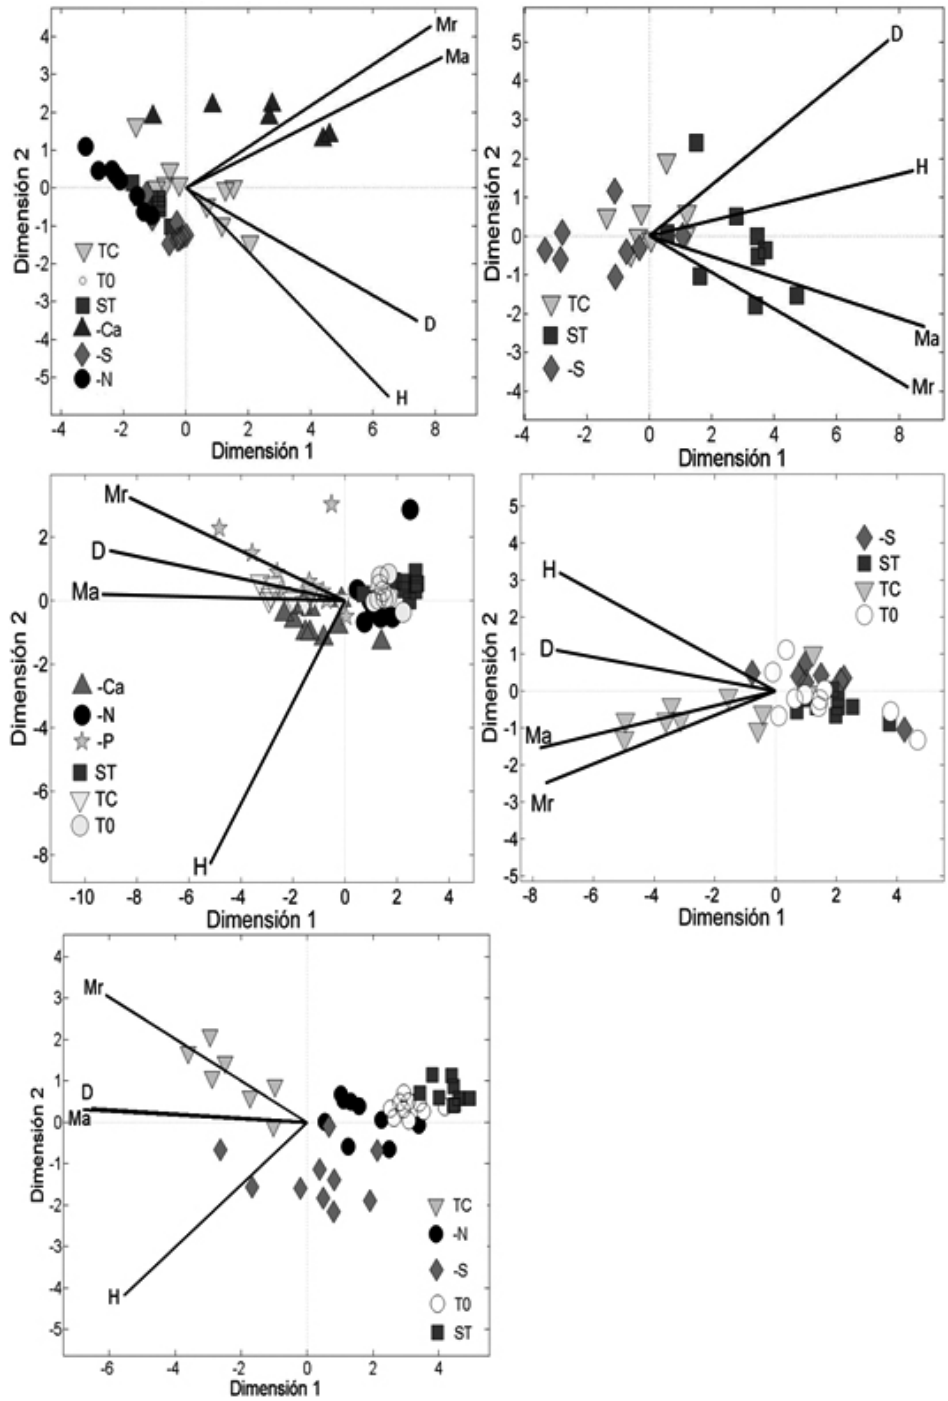 4
3
2
1
0
-1
-2
-3
-4
-5
Dimensión 2
Mr
Ma
D
H
TC
T0
ST
-Ca
-S
-N
-4 -2 0 2 4 6 8
Dimensión 1
5
4
3
2
1
0
-1
-2
-3
-4
Dimensión 2
D
H
Ma
Mr
TC
ST
-S
-4 -2 0 2 4 6 8
Dimensión 1
2
0
-2
-4
-6
-8
Dimensión 2
Mr
D
Ma
H
-Ca
-N
-P
ST
TC
T0
-10 -8 -6 -4 -2 0 2 4
Dimensión 1
5
4
3
2
1
0
-1
-2
-3
-4
-5
Dimensión 2
H
D
Ma
Mr
-S
ST
TC
T0
-8 -6 -4 -2 0 2 4
Dimensión 1
4
3
2
1
0
-1
-2
-3
-4
-5
Dimensión 2
Mr
D
Ma
H
TC
-N
-S
T0
ST
-6 -4 -2 0 2 4
Dimensión 1